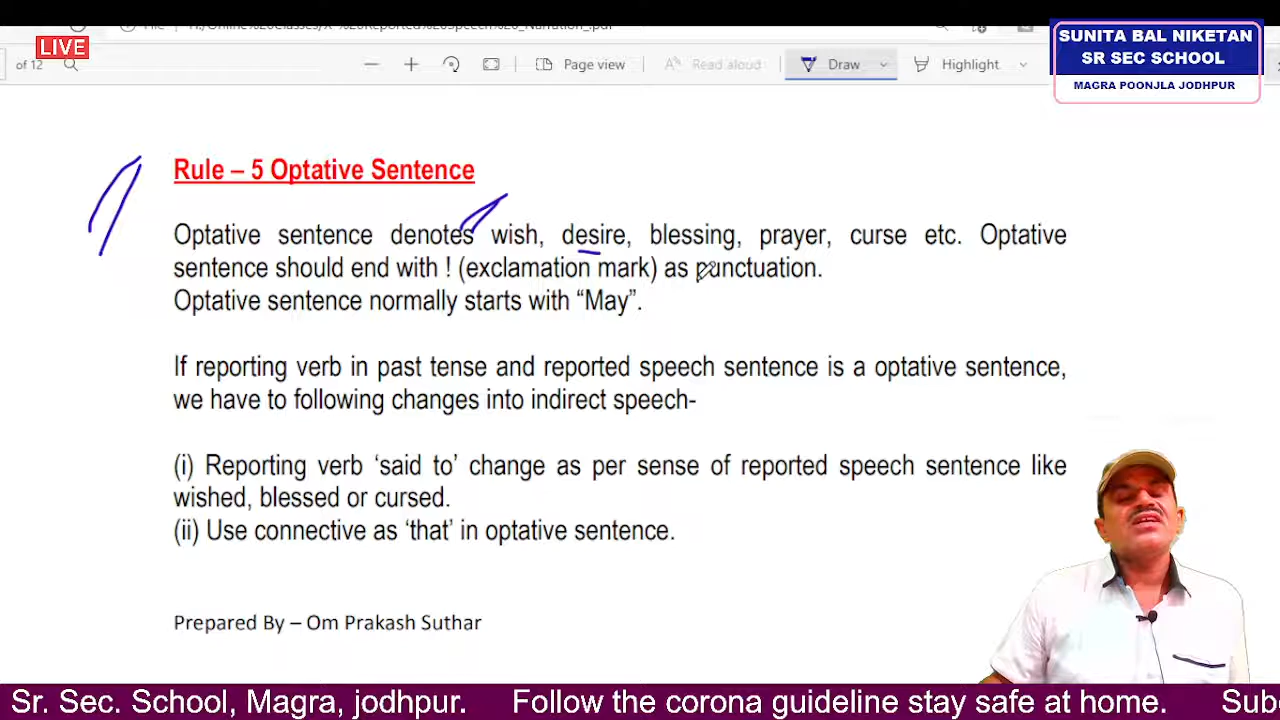 LIVE
SUNITA BAL NIKETAN
SR SEC SCHOOL
MAGRA POONJLA JODHPUR
of 12
Page view
Read aloud
Draw
Highlight
Rule – 5 Optative Sentence
Optative sentence denotes wish, desire, blessing, prayer, curse etc. Optative
sentence should end with ! (exclamation mark) as punctuation.
Optative sentence normally starts with “May”.
If reporting verb in past tense and reported speech sentence is a optative sentence,
we have to following changes into indirect speech-
(i) Reporting verb ‘said to’ change as per sense of reported speech sentence like
wished, blessed or cursed.
(ii) Use connective as ‘that’ in optative sentence.
Prepared By – Om Prakash Suthar
Sr. Sec. School, Magra, jodhpur. Follow the corona guideline stay safe at home. Sub